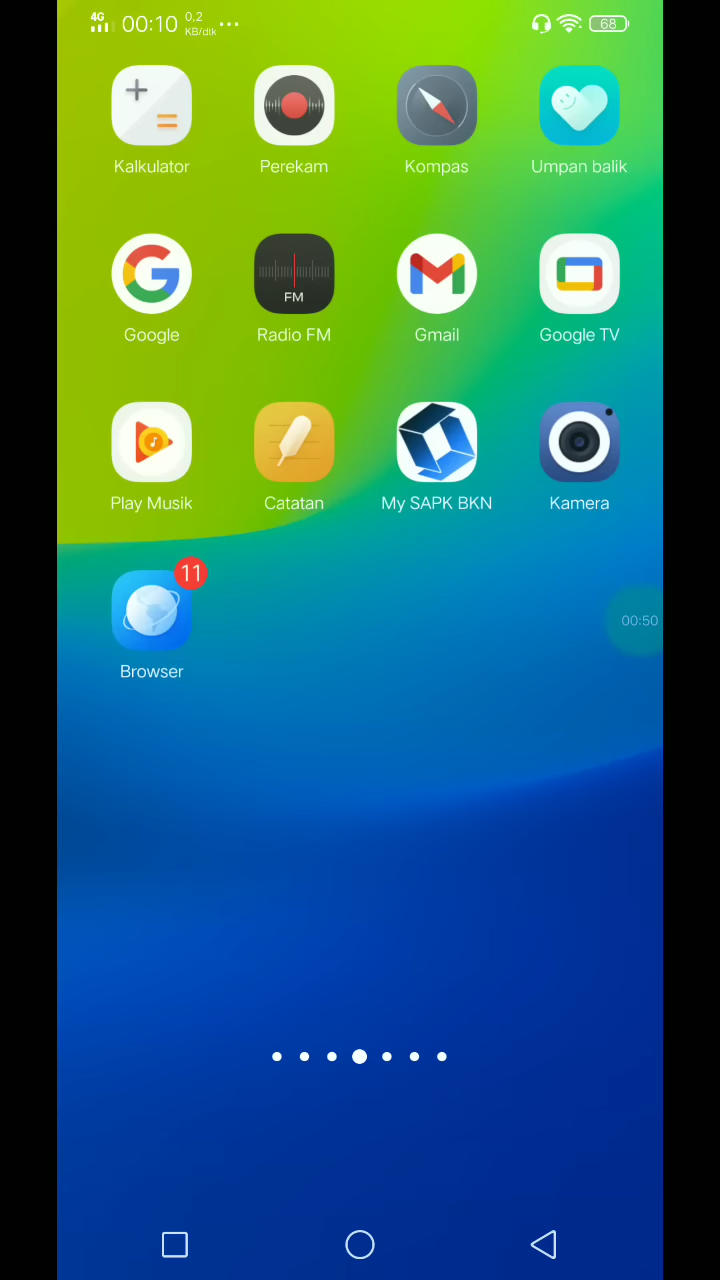 4G 00:10 0,2 KB/dtk ... 68
Kalkulator Perekam Kompas Umpan balik
FM
Google Radio FM Gmail Google TV
Play Musik Catatan My SAPK BKN Kamera
11
00:50
Browser